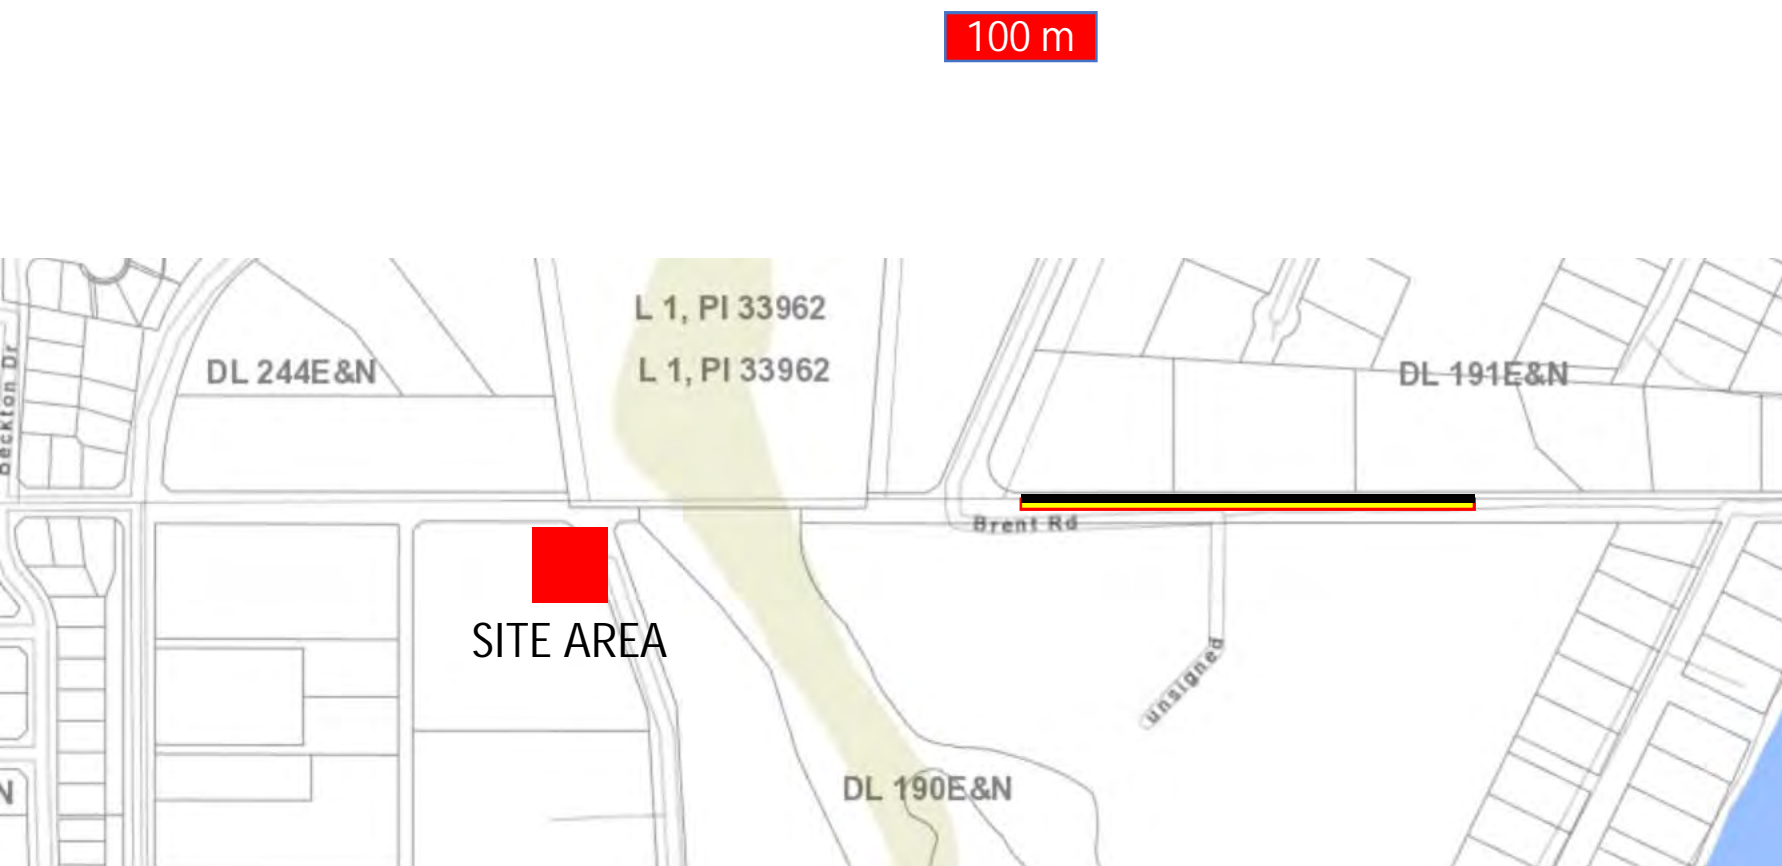 100 m
L 1, Pl 33962
L 1, Pl 33962
DL 244E&N
DL 191E&N
Beckton Dr
Brent Rd
SITE AREA
unsigned
DL 190E&N
N